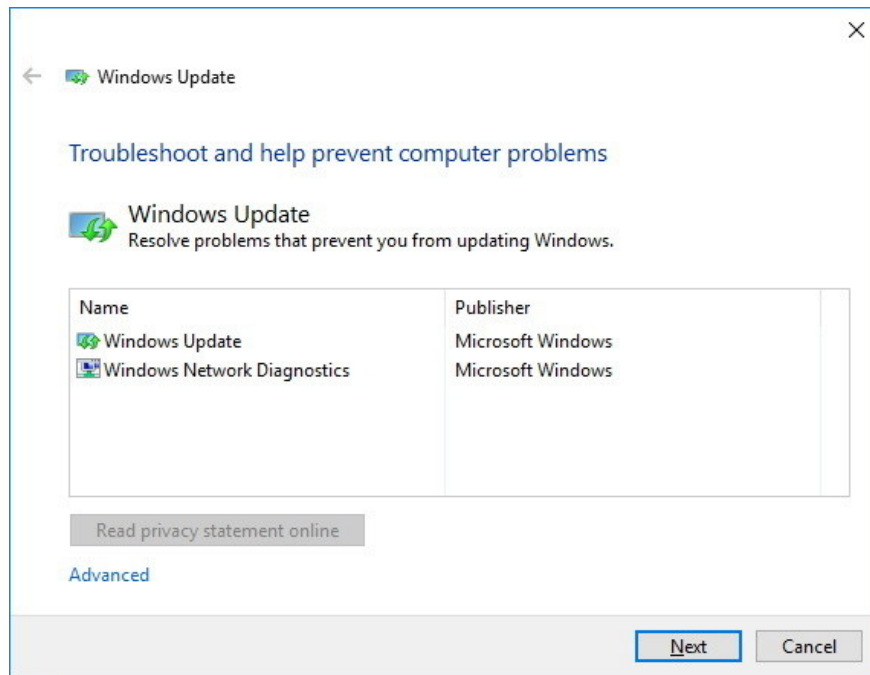 Windows Update
Troubleshoot and help prevent computer problems
Windows Update
Resolve problems that prevent you from updating Windows.
Name Publisher
Windows Update Microsoft Windows
Windows Network Diagnostics Microsoft Windows
Read privacy statement online
Advanced
Next Cancel